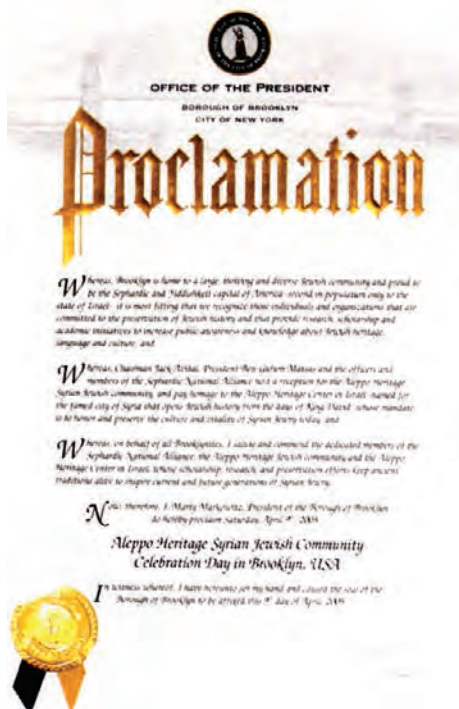 OFFICE OF THE PRESIDENT
BOROUGH OF BROOKLYN
CITY OF NEW YORK
Proclamation
Whereas, Brooklyn is home to a large, thriving and diverse Jewish community and proud to
be the Sephardic and capital of America second in population only to the
state of Israel it is most fitting that we recognize those individuals and organizations that are
committed to the preservation of Jewish history and that provide research, scholarship and
academic initiatives to increase public awareness and knowledge about Jewish heritage,
language and culture, and
Whereas, Chairman Jack Avital, President and the officers and
members of the Sephardic National Alliance host a reception for the Aleppo Heritage
Syrian Jewish community, and pay homage to the Aleppo Heritage Center in Israel named for
the famed city of Syria that Jewish history from the days of King David whose mandate
is to honor and preserve the culture and vitality of Syrian Jewry today, and
Whereas, on behalf of all Brooklynites, I salute and commend the dedicated members of the
Sephardic National Alliance, the Aleppo Heritage Jewish community and the Aleppo
Heritage Center in Israel, whose scholarship, research, and preservation efforts keep ancient
traditions alive to inspire current and future generations of Syrian Jewry.
Now, therefore, I, Marty Markowitz, President of the Borough of Brooklyn
do hereby proclaim Saturday, April
Aleppo Heritage Syrian Jewish Community
Celebration Day in Brooklyn, USA
In witness whereof, I have hereunto set my hand and caused the seal of the
Borough of Brooklyn to be affixed this day of April,